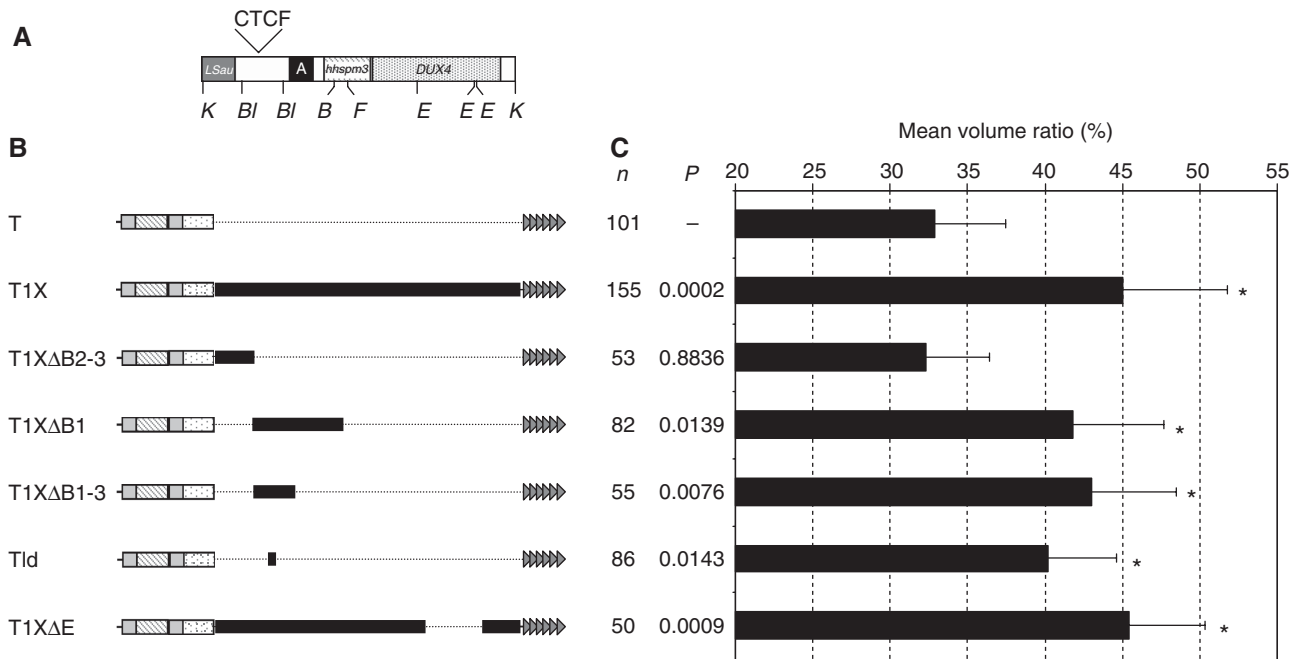 A
CTCF
LSau A hhspm3 DUX4
K Bl Bl B F E E E K
B
C
Mean volume ratio (%)
n P 20 25 30 35 40 45 50 55
T 101 –
T1X 155 0.0002 *
T1XΔB2-3 53 0.8836
T1XΔB1 82 0.0139 *
T1XΔB1-3 55 0.0076 *
Tld 86 0.0143 *
T1XΔE 50 0.0009 *